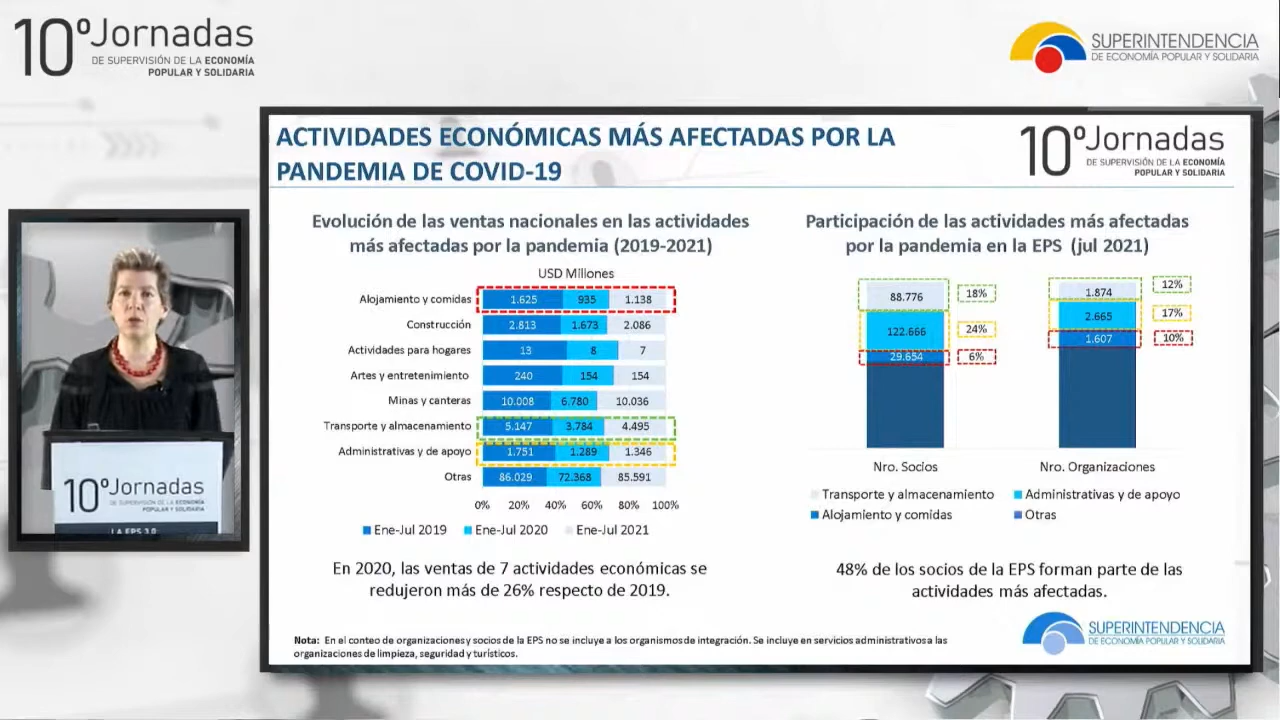 10º Jornadas
DE SUPERVISIÓN DE LA ECONOMÍA
POPULAR Y SOLIDARIA
SUPERINTENDENCIA
DE ECONOMÍA POPULAR Y SOLIDARIA
ACTIVIDADES ECONÓMICAS MÁS AFECTADAS POR LA
PANDEMIA DE COVID-19
10º Jornadas
DE SUPERVISIÓN DE LA ECONOMÍA
POPULAR Y SOLIDARIA
Evolución de las ventas nacionales en las actividades
más afectadas por la pandemia (2019-2021)
USD Millones
Alojamiento y comidas 1.625 935 1.138
Construcción 2.813 1.673 2.086
Actividades para hogares 13 8 7
Artes y entretenimiento 240 154 154
Minas y canteras 10.008 6.780 10.036
Transporte y almacenamiento 5.147 3.784 4.495
Administrativas y de apoyo 1.751 1.289 1.346
Otras 86.029 72.368 85.591
0% 20% 40% 60% 80% 100%
Ene-Jul 2019 Ene-Jul 2020 Ene-Jul 2021
En 2020, las ventas de 7 actividades económicas se
redujeron más de 26% respecto de 2019.
Participación de las actividades más afectadas
por la pandemia en la EPS (jul 2021)
88.776 18% 1.874 12%
122.666 24% 2.665 17%
29.654 6% 1.607 10%
Nro. Socios Nro. Organizaciones
Transporte y almacenamiento Administrativas y de apoyo
Alojamiento y comidas Otras
48% de los socios de la EPS forman parte de las
actividades más afectadas.
Nota: En el conteo de organizaciones y socios de la EPS no se incluye a los organismos de integración. Se incluye en servicios administrativos a las
organizaciones de limpieza, seguridad y turísticos.
SUPERINTENDENCIA
DE ECONOMÍA POPULAR Y SOLIDARIA
10º Jornadas
DE SUPERVISIÓN DE LA ECONOMÍA
POPULAR Y SOLIDARIA
LA EPS 3.0